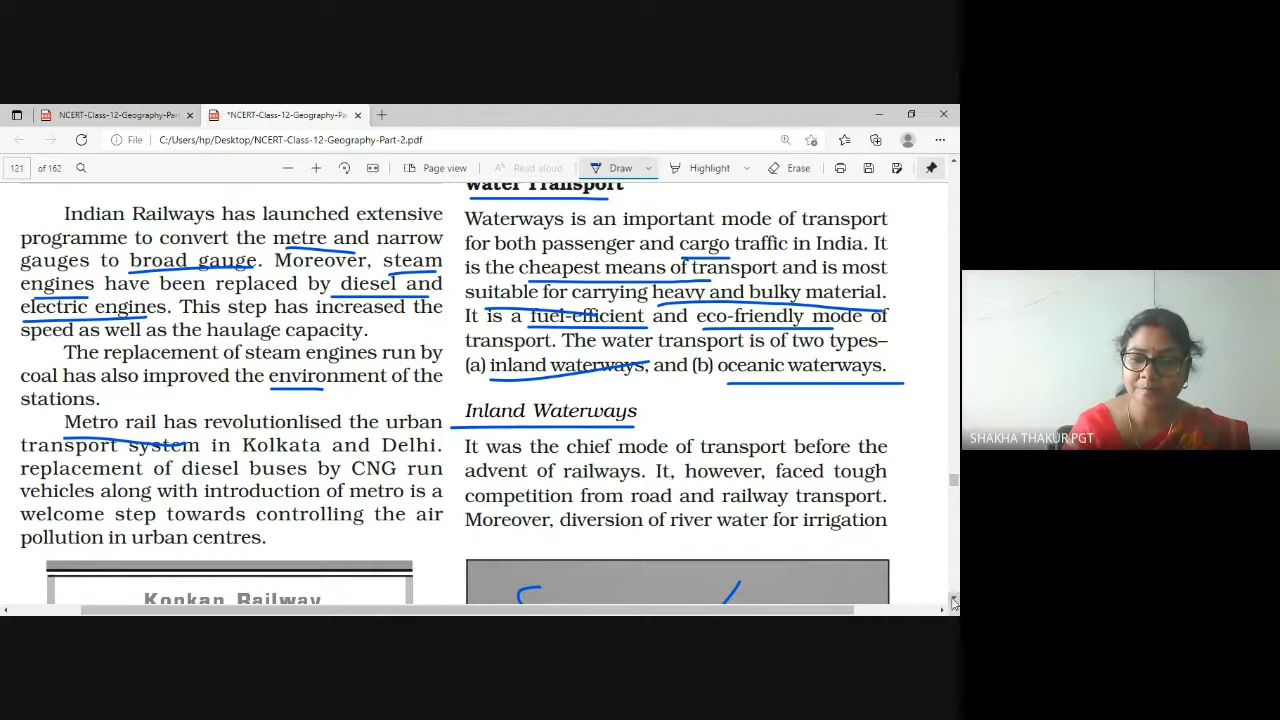 NCERT-Class-12-Geography-Par
*NCERT-Class-12-Geography-Pa
File
C:/Users/hp/Desktop/NCERT-Class-12-Geography-Part-2.pdf
121
of 162
Page view
Read aloud
Draw
Highlight
Erase
Indian Railways has launched extensive
programme to convert the metre and narrow
gauges to broad gauge. Moreover, steam
engines have been replaced by diesel and
electric engines. This step has increased the
speed as well as the haulage capacity.
The replacement of steam engines run by
coal has also improved the environment of the
stations.
Metro rail has revolutionised the urban
transport system in Kolkata and Delhi.
replacement of diesel buses by CNG run
vehicles along with introduction of metro is a
welcome step towards controlling the air
pollution in urban centres.
Konkan Railway
Water Transport
Waterways is an important mode of transport
for both passenger and cargo traffic in India. It
is the cheapest means of transport and is most
suitable for carrying heavy and bulky material.
It is a fuel-efficient and eco-friendly mode of
transport. The water transport is of two types–
(a) inland waterways, and (b) oceanic waterways.
Inland Waterways
It was the chief mode of transport before the
advent of railways. It, however, faced tough
competition from road and railway transport.
Moreover, diversion of river water for irrigation
SHAKHA THAKUR PGT